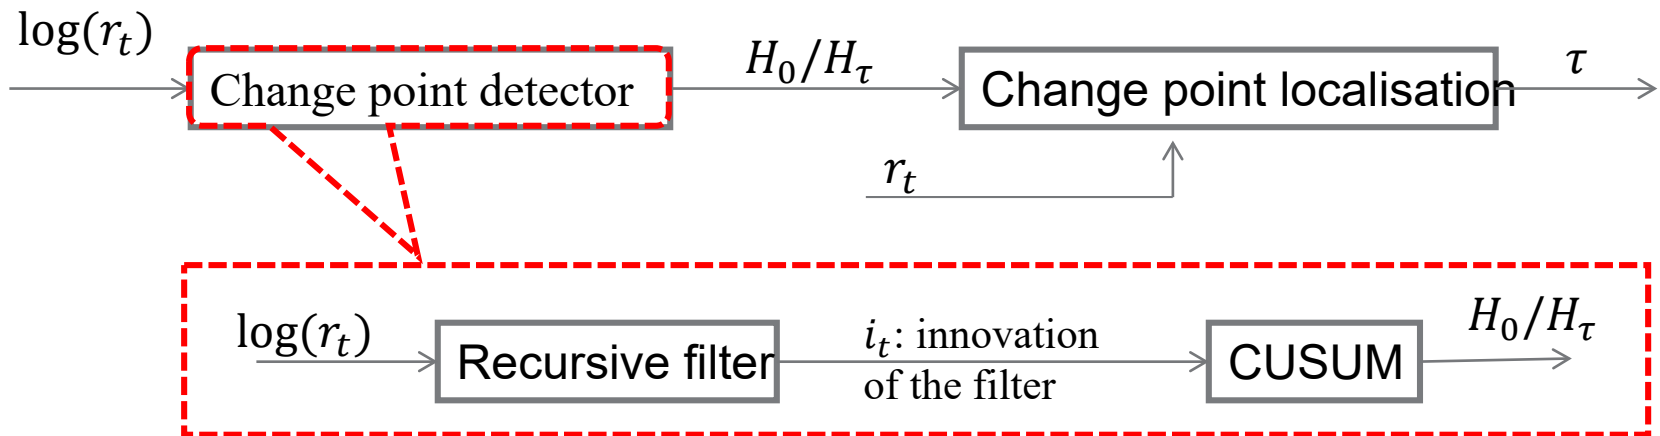 log(r_t)
Change point detector
H_0/H_τ
Change point localisation
τ
r_t
log(r_t)
Recursive filter
i_t: innovation
of the filter
CUSUM
H_0/H_τ